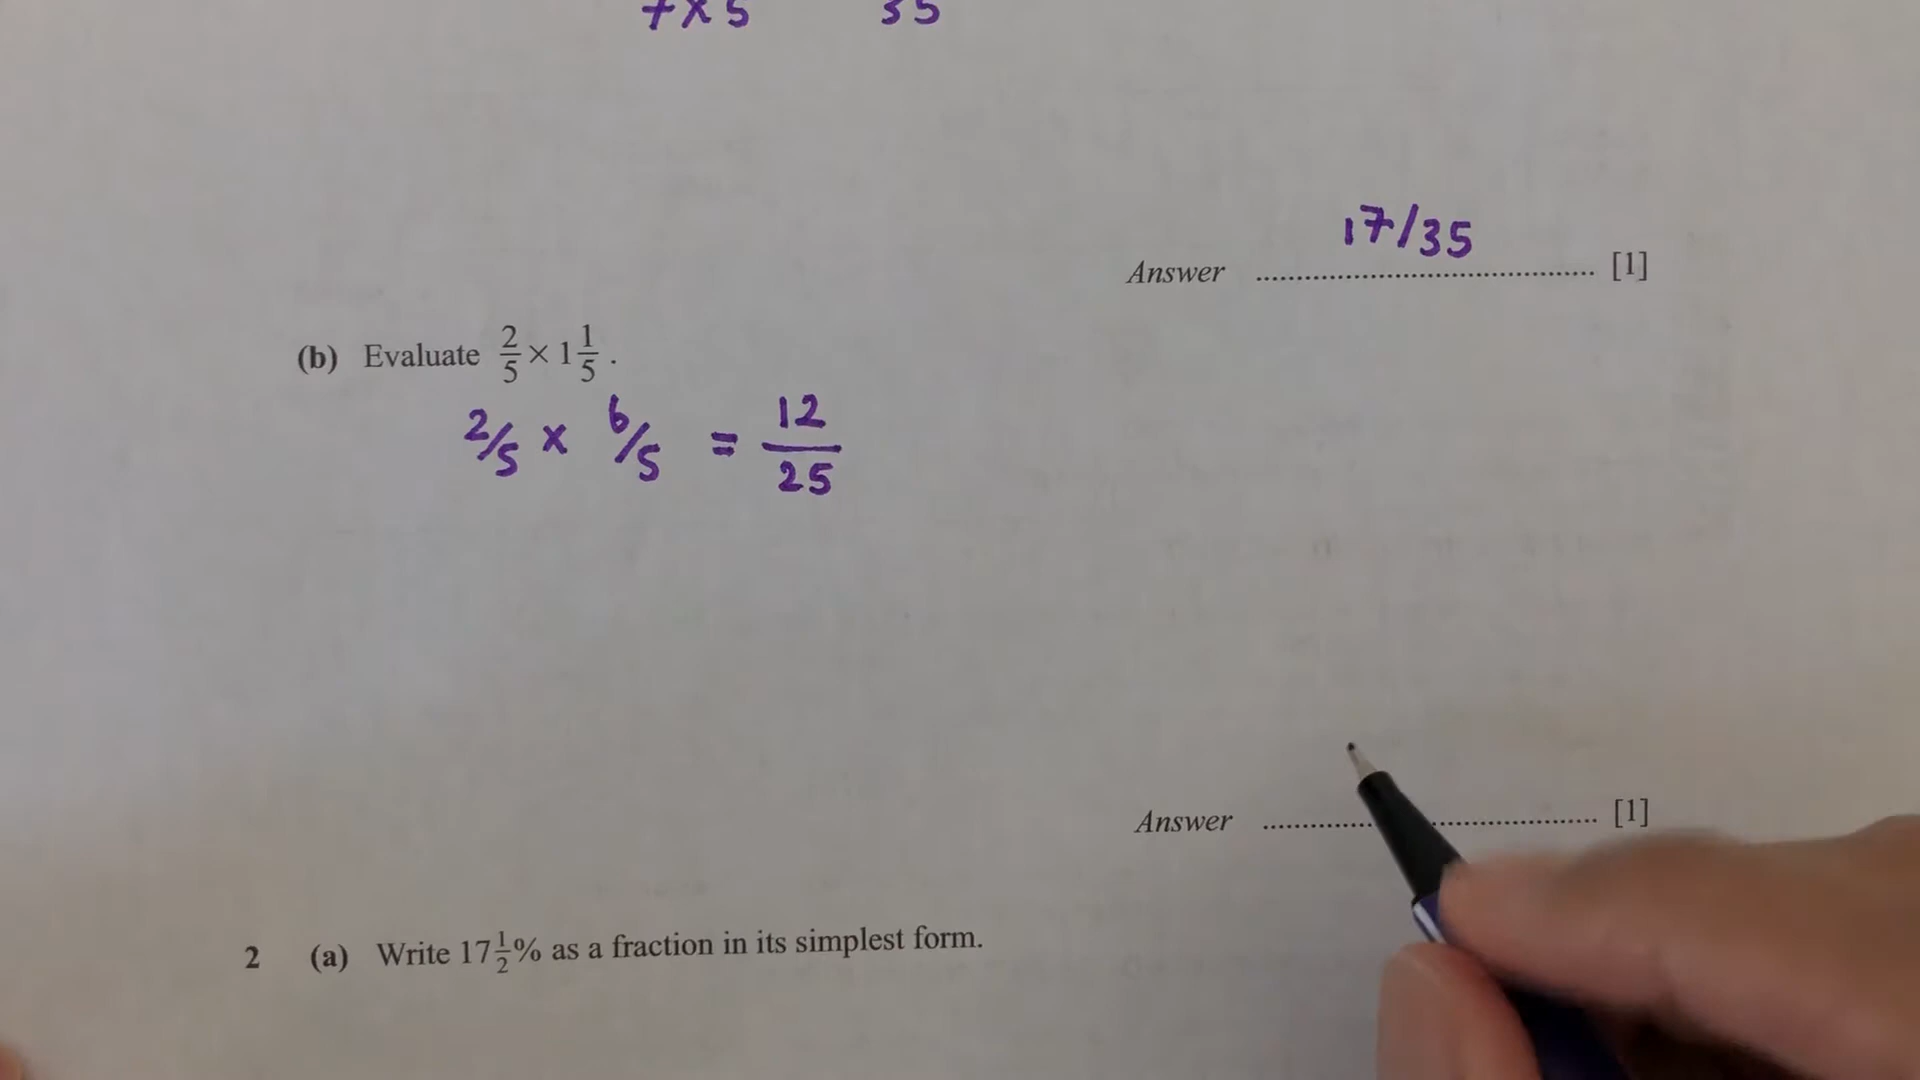 7 x 5 35
17/35
Answer ........................................ [1]
(b) Evaluate 2/5 × 1 1/5 .
2/5 x 6/5 = 12/25
Answer ........................................ [1]
2 (a) Write 17 1/2% as a fraction in its simplest form.